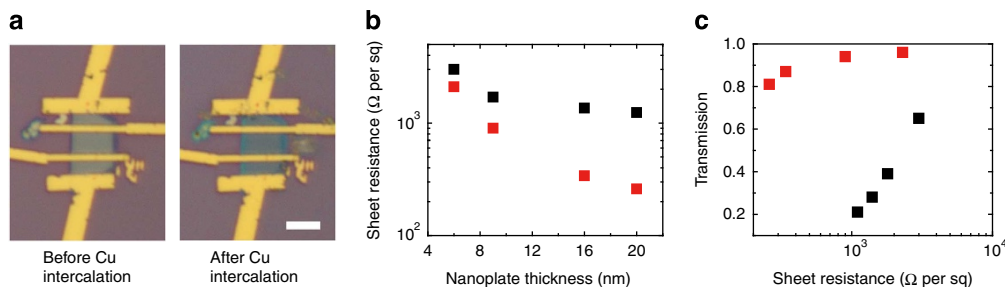 a
Before Cu
intercalation
After Cu
intercalation
b
Sheet resistance (Ω per sq)
10³
10²
4
8
12
16
20
Nanoplate thickness (nm)
c
Transmission
1.0
0.8
0.6
0.4
0.2
10³
10⁴
Sheet resistance (Ω per sq)